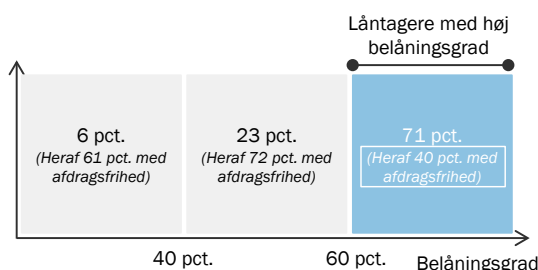 Låntagere med høj
belåningsgrad
6 pct.
(Heraf 61 pct. med
afdragsfrihed)
23 pct.
(Heraf 72 pct. med
afdragsfrihed)
71 pct.
(Heraf 40 pct. med
afdragsfrihed)
40 pct.
60 pct.
Belåningsgrad